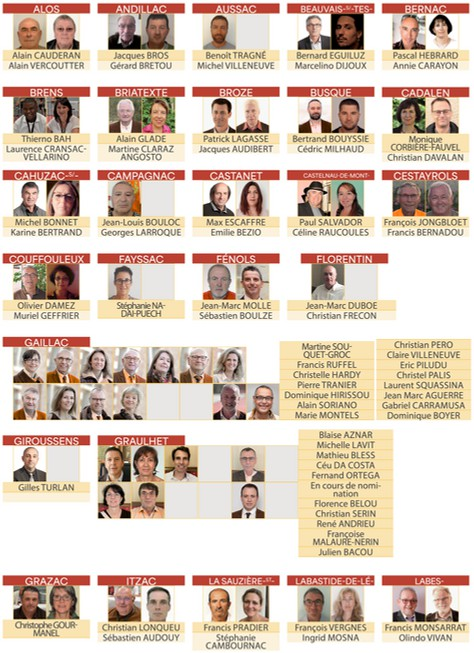 ALOS
ANDILLAC
AUSSAC
BEAUVAIS-S/-TES-
BERNAC
Alain CAUDERAN
Alain VERCOUTTER
Jacques BROS
Gérard BRETOU
Benoît TRAGNÉ
Michel VILLENEUVE
Bernard EGUILUZ
Marcelino DIJOUX
Pascal HEBRARD
Annie CARAYON
BRENS
BRIATEXTE
BROZE
BUSQUE
CADALEN
Thierno BAH
Laurence CRANSAC-
VELLARINO
Alain GLADE
Martine CLARAZ
ANGOSTO
Patrick LAGASSE
Jacques AUDIBERT
Bertrand BOUYSSIE
Cédric MILHAUD
Monique
CORBIÈRE-FAUVEL
Christian DAVALAN
CAHUZAC-S/-
CAMPAGNAC
CASTANET
CASTELNAU-DE-MONT-
CESTAYROLS
Michel BONNET
Karine BERTRAND
Jean-Louis BOULOC
Georges LARROQUE
Max ESCAFFRE
Emilie BEZIO
Paul SALVADOR
Céline RAUCOULES
François JONGBLOET
Francis BERNADOU
COUFFOULEUX
FAYSSAC
FÉNOLS
FLORENTIN
Olivier DAMEZ
Muriel GEFFRIER
Stéphanie NA-
DAI-PUECH
Jean-Marc MOLLE
Sébastien BOULZE
Jean-Marc DUBOE
Christian FRECON
GAILLAC
Martine SOU-
QUET-GROC
Francis RUFFEL
Christelle HARDY
Pierre TRANIER
Dominique HIRISSOU
Alain SORIANO
Marie MONTELS
Christian PERO
Claire VILLENEUVE
Eric PILUDU
Christel PALIS
Laurent SQUASSINA
Jean Marc AGUERRE
Gabriel CARRAMUSA
Dominique BOYER
GIROUSSENS
GRAULHET
Gilles TURLAN
Blaise AZNAR
Michelle LAVIT
Mathieu BLESS
Céu DA COSTA
Fernand ORTEGA
En cours de nomi-
nation
Florence BELOU
Christian SERIN
René ANDRIEU
Françoise
MALAURE-NERIN
Julien BACOU
GRAZAC
ITZAC
LA SAUZIÈRE-ST-
LABASTIDE-DE-LÉ-
LABES-
Christophe GOUR-
MANEL
Christian LONQUEU
Sébastien AUDOUY
Francis PRADIER
Stéphanie
CAMBOURNAC
François VERGNES
Ingrid MOSNA
Francis MONSARRAT
Olindo VIVAN